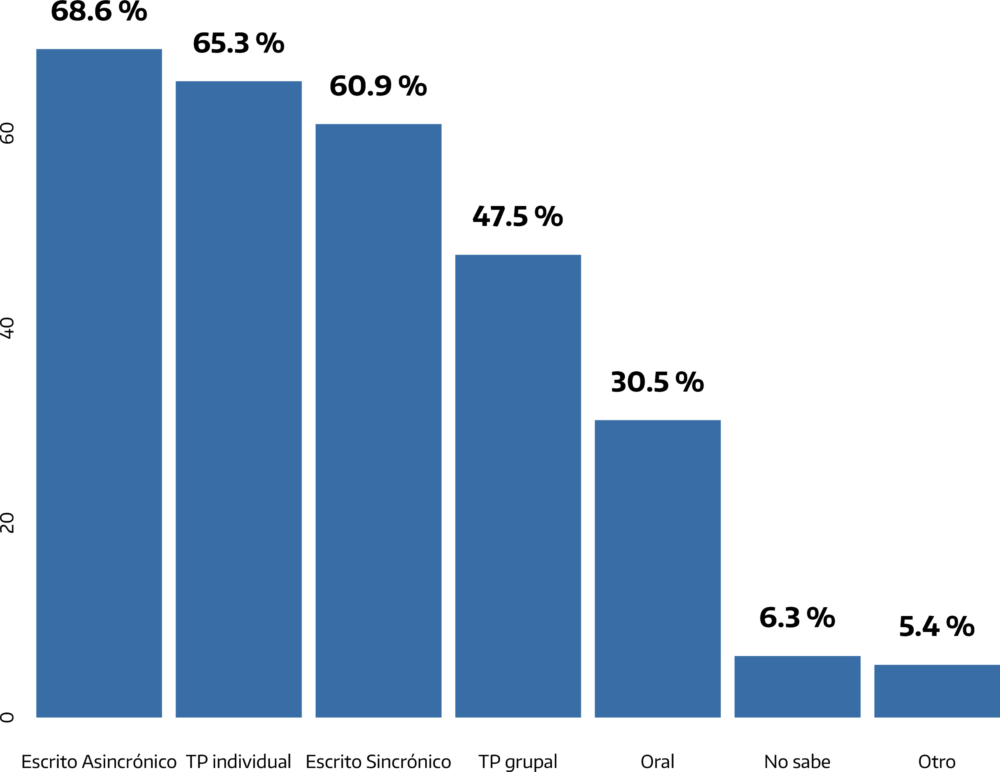 68.6 %
65.3 %
60.9 %
47.5 %
30.5 %
6.3 %
5.4 %
60
40
20
0
Escrito Asincrónico
TP individual
Escrito Sincrónico
TP grupal
Oral
No sabe
Otro